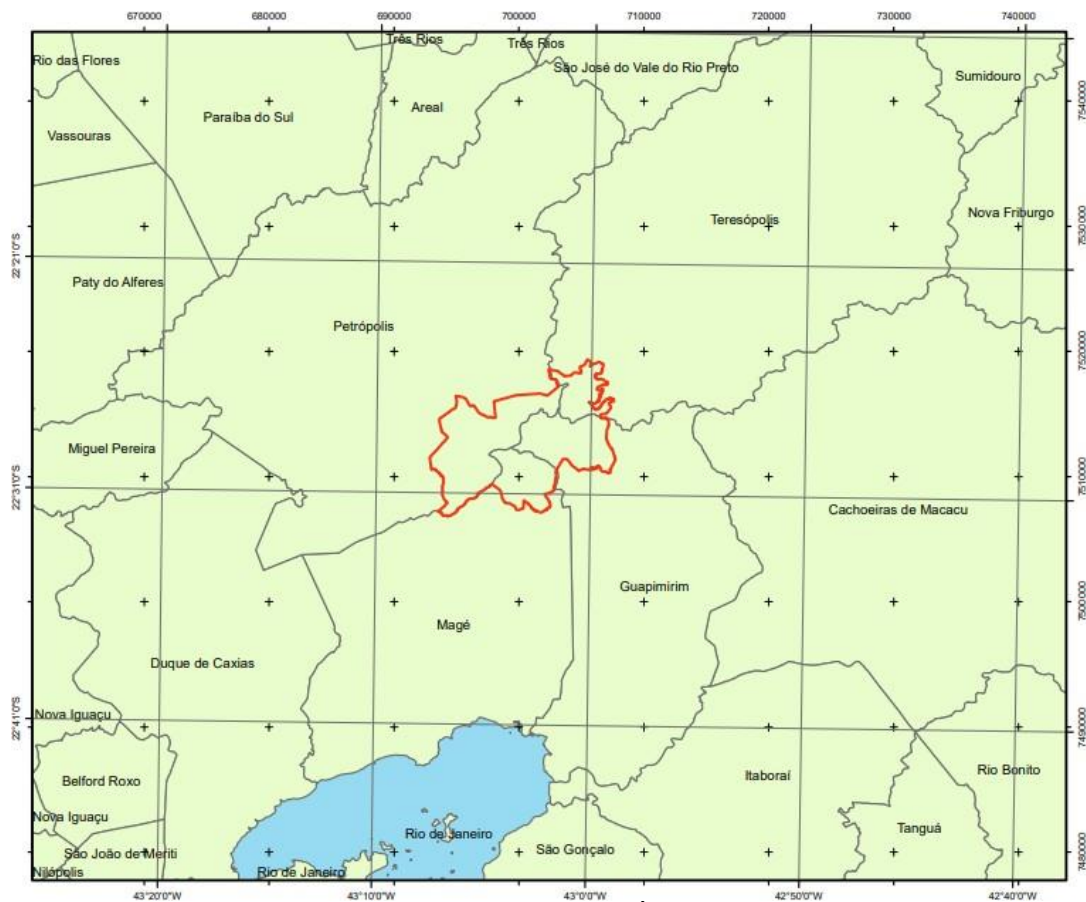 670000 680000 690000 700000 710000 720000 730000 740000
Três Rios
Três Rios
Rio das Flores
São José do Vale do Rio Preto
Sumidouro
7540000
Areal
Paraíba do Sul
Vassouras
Nova Friburgo
Teresópolis
7530000
22°21'0"S
Paty do Alferes
Petrópolis
7520000
Miguel Pereira
7510000
22°31'0"S
Cachoeiras de Macacu
Guapimirim
7500000
Magé
Duque de Caxias
Nova Iguaçu
22°41'0"S
7490000
Rio Bonito
Itaboraí
Belford Roxo
Nova Iguaçu
Rio de Janeiro
Tanguá
São João de Meriti
São Gonçalo
7480000
Nilópolis
Rio de Janeiro
43°20'0"W 43°10'0"W 43°0'0"W 42°50'0"W 42°40'0"W